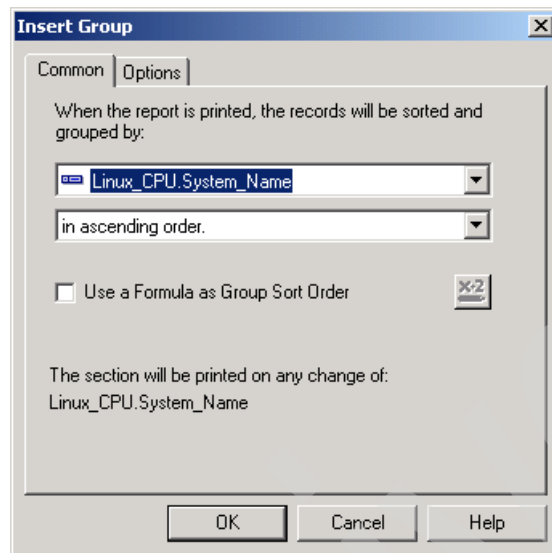 Insert Group
Common Options
When the report is printed, the records will be sorted and
grouped by:
Linux_CPU.System_Name
in ascending order.
Use a Formula as Group Sort Order
x·2
The section will be printed on any change of:
Linux_CPU.System_Name
OK Cancel Help